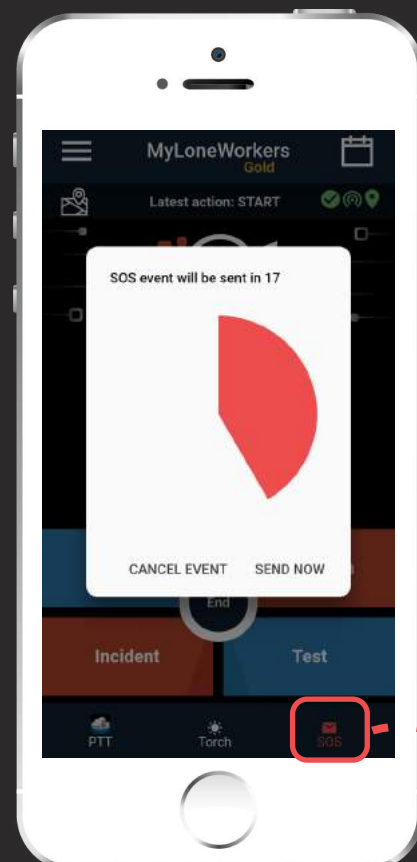 MyLoneWorkers
Gold
Latest action: START
SOS event will be sent in 17
CANCEL EVENT SEND NOW
End
Incident Test
PTT Torch SOS